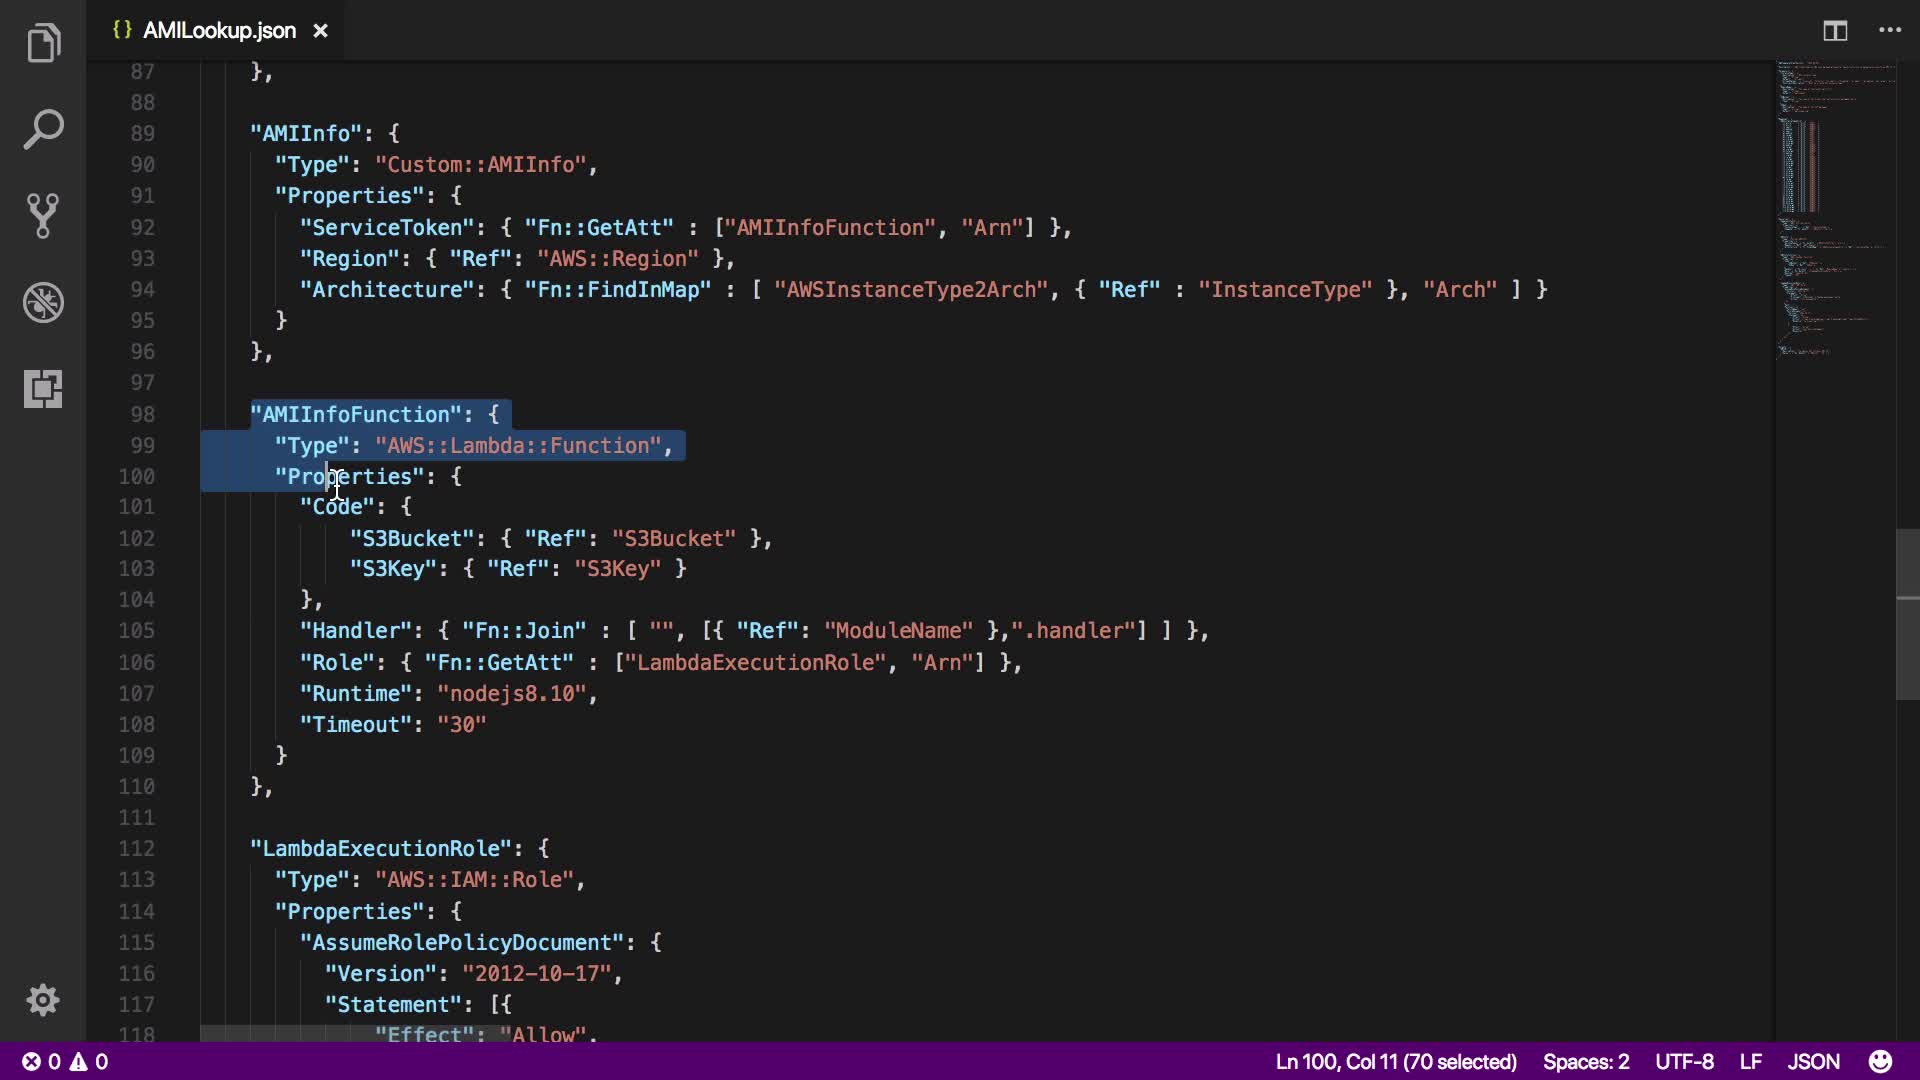 {} AMILookup.json ×
87 },
88
89 "AMIInfo": {
90 "Type": "Custom::AMIInfo",
91 "Properties": {
92 "ServiceToken": { "Fn::GetAtt" : ["AMIInfoFunction", "Arn"] },
93 "Region": { "Ref": "AWS::Region" },
94 "Architecture": { "Fn::FindInMap" : [ "AWSInstanceType2Arch", { "Ref" : "InstanceType" }, "Arch" ] }
95 }
96 },
97
98 "AMIInfoFunction": {
99 "Type": "AWS::Lambda::Function",
100 "Properties": {
101 "Code": {
102 "S3Bucket": { "Ref": "S3Bucket" },
103 "S3Key": { "Ref": "S3Key" }
104 },
105 "Handler": { "Fn::Join" : [ "", [{ "Ref": "ModuleName" },".handler"] ] },
106 "Role": { "Fn::GetAtt" : ["LambdaExecutionRole", "Arn"] },
107 "Runtime": "nodejs8.10",
108 "Timeout": "30"
109 }
110 },
111
112 "LambdaExecutionRole": {
113 "Type": "AWS::IAM::Role",
114 "Properties": {
115 "AssumeRolePolicyDocument": {
116 "Version": "2012-10-17",
117 "Statement": [{
118 "Effect": "Allow",
0 0 Ln 100, Col 11 (70 selected) Spaces: 2 UTF-8 LF JSON